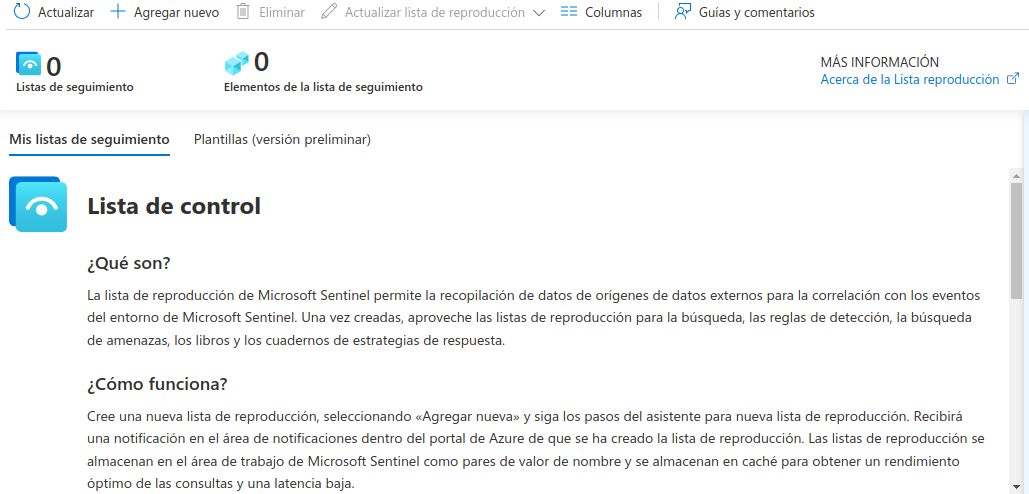 Actualizar Agregar nuevo Eliminar Actualizar lista de reproducción Columnas Guías y comentarios
0
Listas de seguimiento
0
Elementos de la lista de seguimiento
MÁS INFORMACIÓN
Acerca de la Lista reproducción
Mis listas de seguimiento Plantillas (versión preliminar)
Lista de control
¿Qué son?
La lista de reproducción de Microsoft Sentinel permite la recopilación de datos de orígenes de datos externos para la correlación con los eventos
del entorno de Microsoft Sentinel. Una vez creadas, aproveche las listas de reproducción para la búsqueda, las reglas de detección, la búsqueda
de amenazas, los libros y los cuadernos de estrategias de respuesta.
¿Cómo funciona?
Cree una nueva lista de reproducción, seleccionando «Agregar nueva» y siga los pasos del asistente para nueva lista de reproducción. Recibirá
una notificación en el área de notificaciones dentro del portal de Azure de que se ha creado la lista de reproducción. Las listas de reproducción se
almacenan en el área de trabajo de Microsoft Sentinel como pares de valor de nombre y se almacenan en caché para obtener un rendimiento
óptimo de las consultas y una latencia baja.